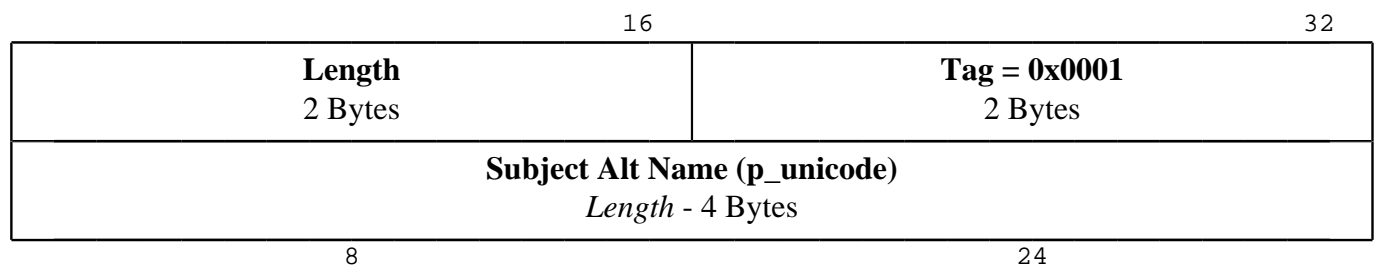 16 32
Length Tag = 0x0001
2 Bytes 2 Bytes
Subject Alt Name (p_unicode)
Length - 4 Bytes
8 24